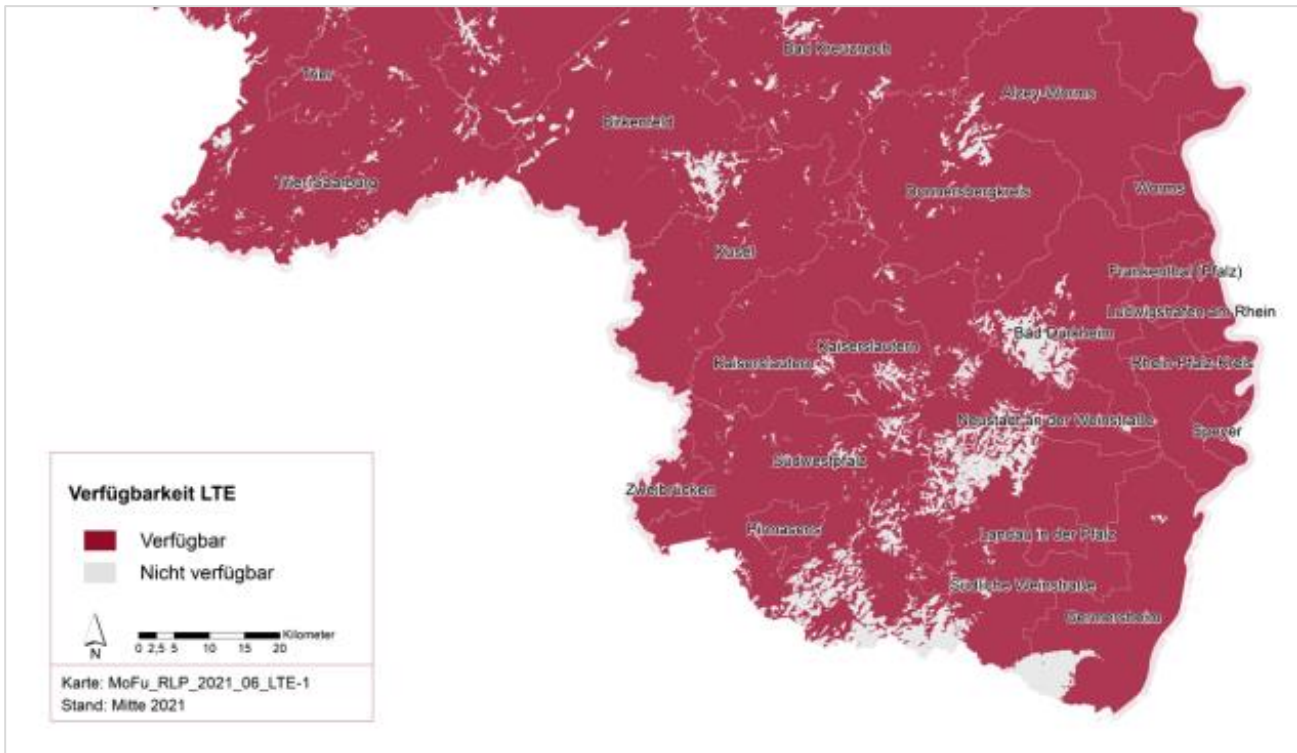 Bad Kreuznach
Trier
Alzey-Worms
Birkenfeld
Trier-Saarburg
Donnersbergkreis
Worms
Kusel
Frankenthal (Pfalz)
Ludwigshafen am Rhein
Bad Dürkheim
Kaiserslautern
Kaiserslautern
Rhein-Pfalz-Kreis
Neustadt an der Weinstraße
Speyer
Südwestpfalz
Zweibrücken
Pirmasens
Landau in der Pfalz
Südliche Weinstraße
Germersheim
Verfügbarkeit LTE
Verfügbar
Nicht verfügbar
N
Kilometer
0 2,5 5 10 15 20
Karte: MoFu_RLP_2021_06_LTE-1
Stand: Mitte 2021